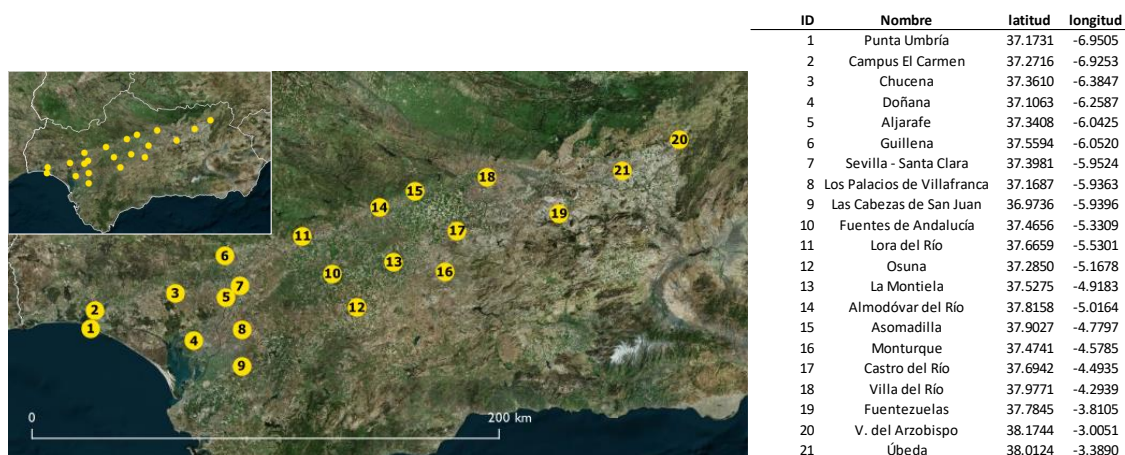 ID Nombre latitud longitud
1 Punta Umbría 37.1731 -6.9505
2 Campus El Carmen 37.2716 -6.9253
3 Chucena 37.3610 -6.3847
4 Doñana 37.1063 -6.2587
5 Aljarafe 37.3408 -6.0425
6 Guillena 37.5594 -6.0520
7 Sevilla - Santa Clara 37.3981 -5.9524
8 Los Palacios de Villafranca 37.1687 -5.9363
9 Las Cabezas de San Juan 36.9736 -5.9396
10 Fuentes de Andalucía 37.4656 -5.3309
11 Lora del Río 37.6659 -5.5301
12 Osuna 37.2850 -5.1678
13 La Montiela 37.5275 -4.9183
14 Almodóvar del Río 37.8158 -5.0164
15 Asomadilla 37.9027 -4.7797
16 Monturque 37.4741 -4.5785
17 Castro del Río 37.6942 -4.4935
18 Villa del Río 37.9771 -4.2939
19 Fuentezuelas 37.7845 -3.8105
20 V. del Arzobispo 38.1744 -3.0051
21 Úbeda 38.0124 -3.3890
20
21
18
15
14
19
17
11
6
13
16
10
7
3
5
12
2
1
8
4
9
0 200 km